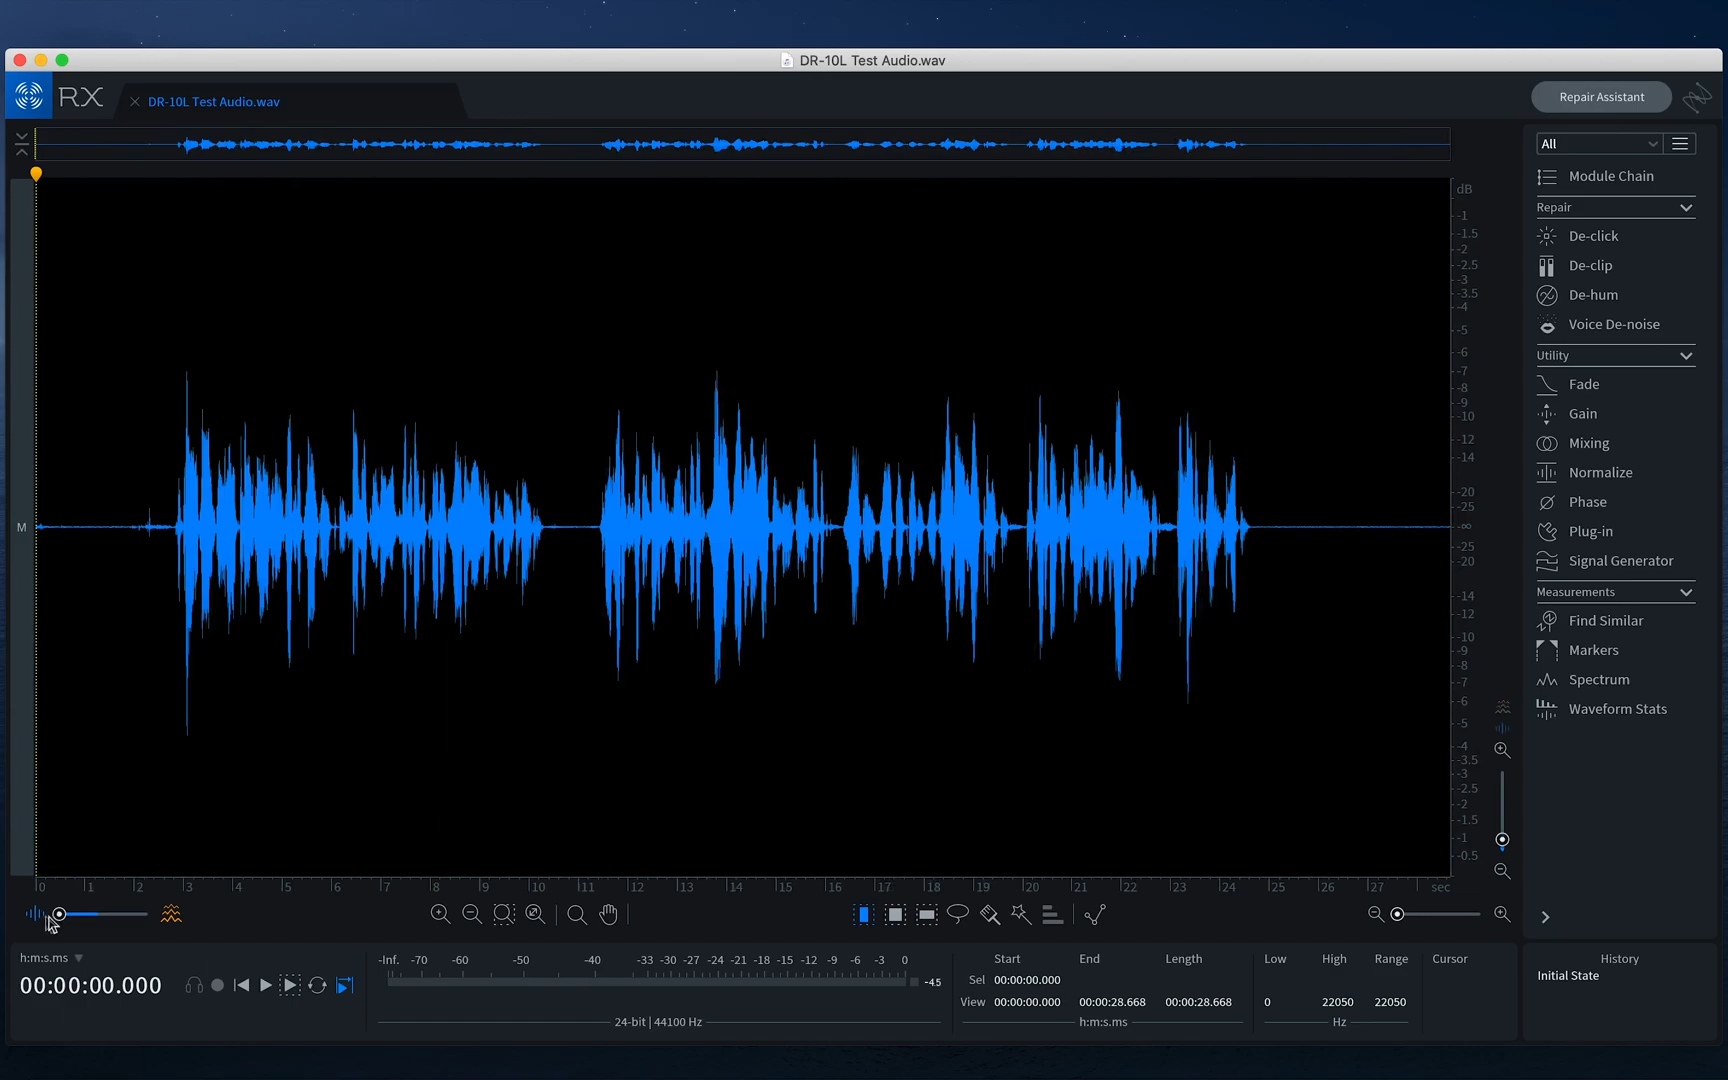 DR-10L Test Audio.wav
RX
DR-10L Test Audio.wav
Repair Assistant
All
Module Chain
Repair
De-click
De-clip
De-hum
Voice De-noise
Utility
Fade
Gain
Mixing
Normalize
Phase
Plug-in
Signal Generator
Measurements
Find Similar
Markers
Spectrum
Waveform Stats
dB
-1
-1.5
-2
-2.5
-3
-3.5
-4
-5
-6
-7
-8
-9
-10
-12
-14
-20
-25
-∞
-25
-20
-14
-12
-10
-9
-8
-7
-6
-5
-4
-3.5
-3
-2.5
-2
-1.5
-1
-0.5
M
0 1 2 3 4 5 6 7 8 9 10 11 12 13 14 15 16 17 18 19 20 21 22 23 24 25 26 27 sec
h:m:s.ms
00:00:00.000
-Inf. -70 -60 -50 -40 -33 -30 -27 -24 -21 -18 -15 -12 -9 -6 -3 0
-45
24-bit | 44100 Hz
Start End Length
Sel 00:00:00.000
View 00:00:00.000 00:00:28.668 00:00:28.668
h:m:s.ms
Low High Range
0 22050 22050
Hz
Cursor
History
Initial State